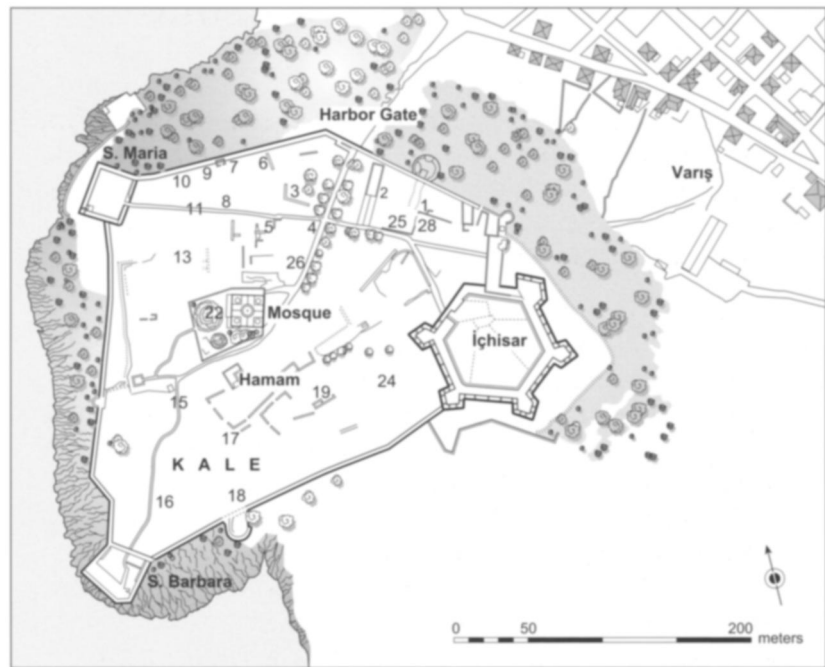 Harbor Gate
S. Maria
Varış
10 9 7 6
11 8 3 2 1
5 4 25 28
13 26
22 Mosque
İçhisar
Hamam
15 19 24
17
KALE
16 18
S. Barbara
0 50 200 meters